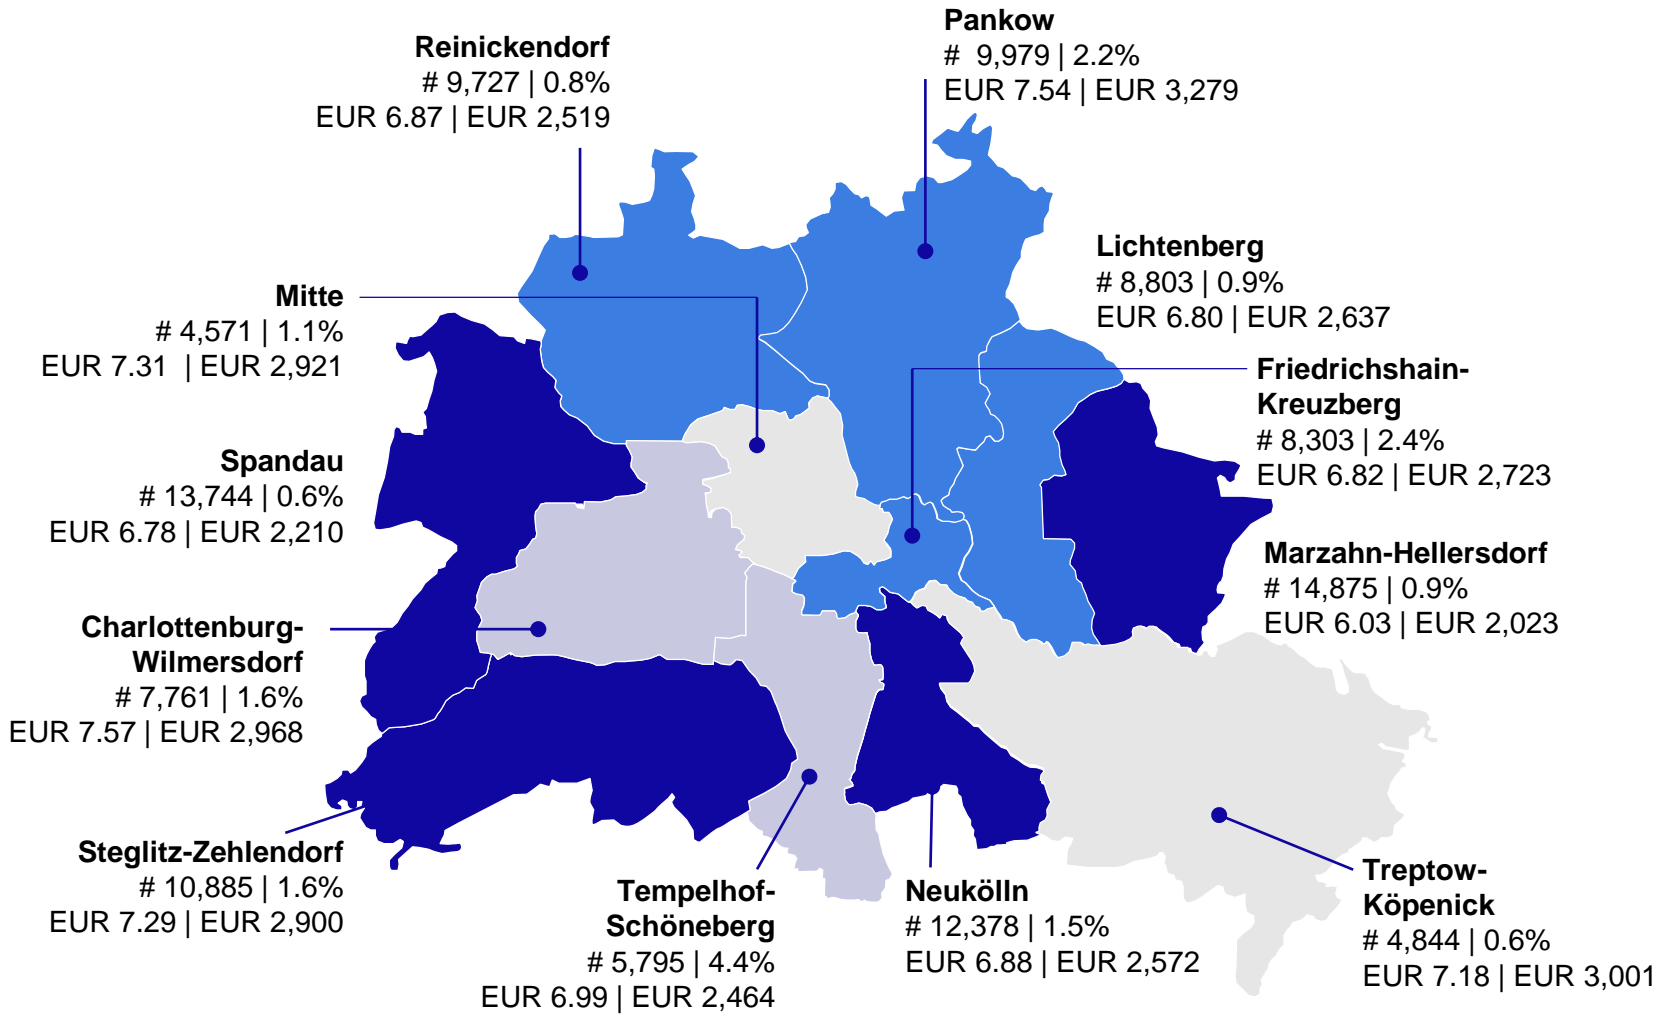 Pankow
# 9,979 | 2.2%
EUR 7.54 | EUR 3,279
Reinickendorf
# 9,727 | 0.8%
EUR 6.87 | EUR 2,519
Lichtenberg
# 8,803 | 0.9%
EUR 6.80 | EUR 2,637
Mitte
# 4,571 | 1.1%
EUR 7.31 | EUR 2,921
Friedrichshain-
Kreuzberg
# 8,303 | 2.4%
EUR 6.82 | EUR 2,723
Spandau
# 13,744 | 0.6%
EUR 6.78 | EUR 2,210
Marzahn-Hellersdorf
# 14,875 | 0.9%
EUR 6.03 | EUR 2,023
Charlottenburg-
Wilmersdorf
# 7,761 | 1.6%
EUR 7.57 | EUR 2,968
Steglitz-Zehlendorf
# 10,885 | 1.6%
EUR 7.29 | EUR 2,900
Tempelhof-
Schöneberg
# 5,795 | 4.4%
EUR 6.99 | EUR 2,464
Neukölln
# 12,378 | 1.5%
EUR 6.88 | EUR 2,572
Treptow-
Köpenick
# 4,844 | 0.6%
EUR 7.18 | EUR 3,001